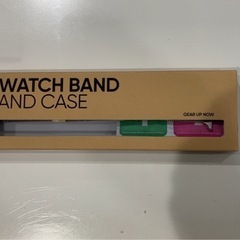 WATCH BAND
AND CASE
GEAR UP NOW